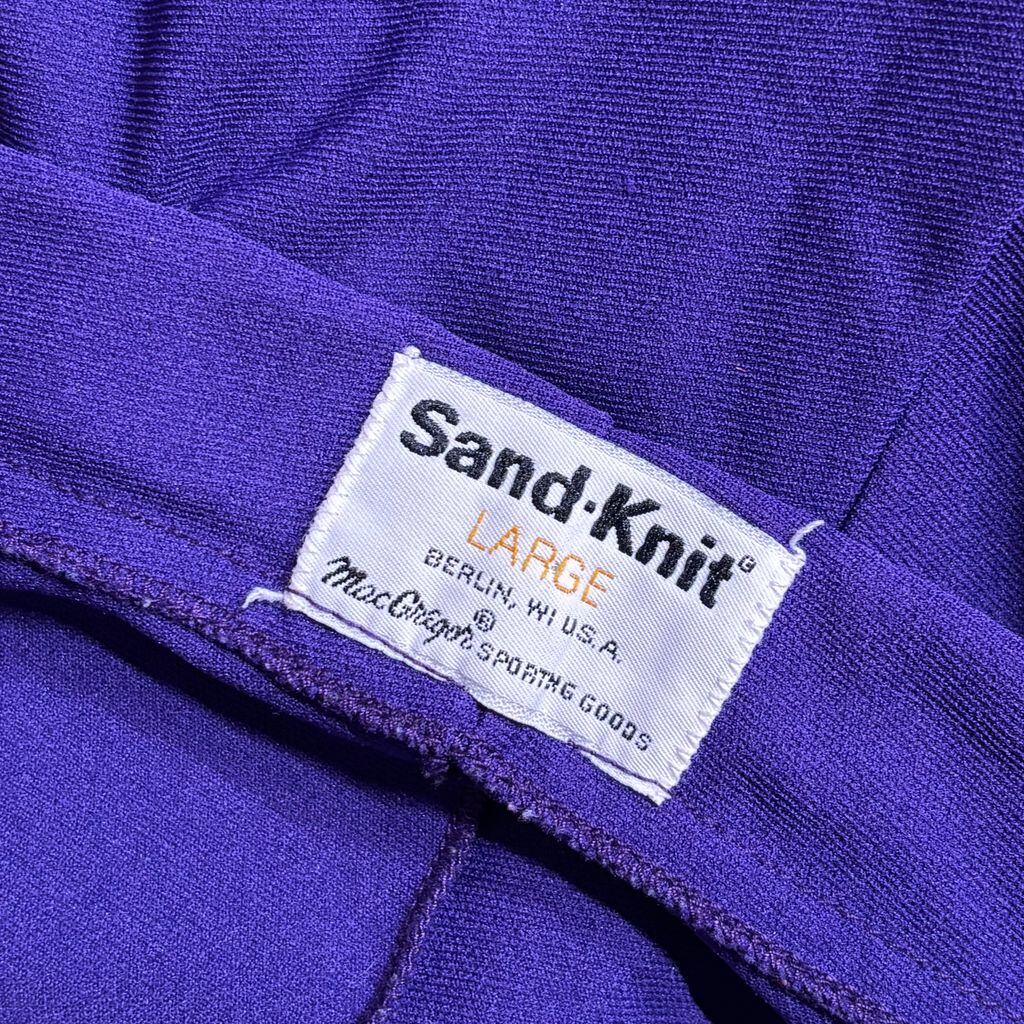 Sand·Knit®
LARGE
BERLIN, WI U.S.A.
MacGregor® SPORTING GOODS